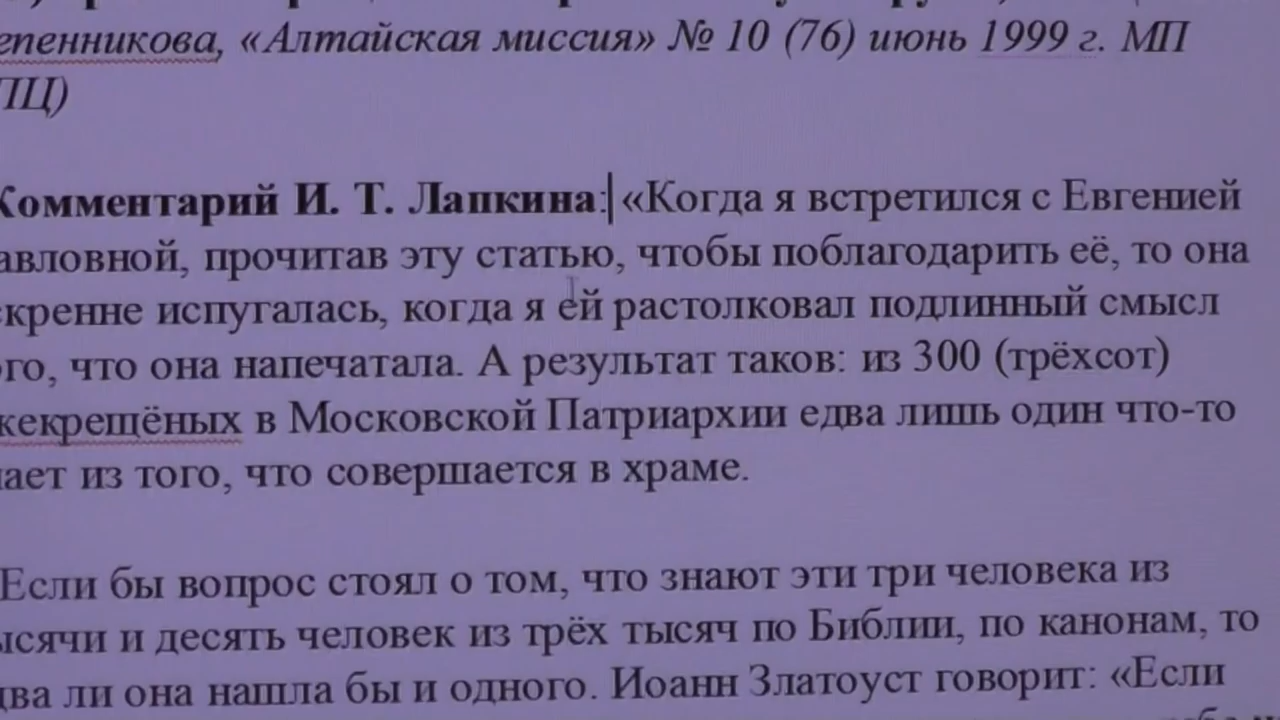 епенникова, «Алтайская миссия» № 10 (76) июнь 1999 г. МП
ПЦ)
Комментарий И. Т. Лапкина: «Когда я встретился с Евгенией
авловной, прочитав эту статью, чтобы поблагодарить её, то она
скренне испугалась, когда я ей растолковал подлинный смысл
ого, что она напечатала. А результат таков: из 300 (трёхсот)
жекрещёных в Московской Патриархии едва лишь один что-то
нает из того, что совершается в храме.
Если бы вопрос стоял о том, что знают эти три человека из
ысячи и десять человек из трёх тысяч по Библии, по канонам, то
два ли она нашла бы и одного. Иоанн Златоуст говорит: «Если